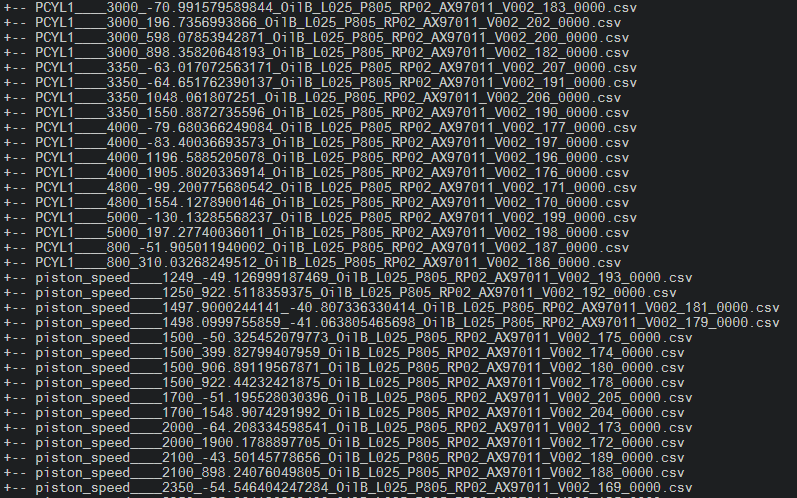 +-- PCYL1____3000_-70.991579589844_OilB_L025_P805_RP02_AX97011_V002_183_0000.csv
+-- PCYL1____3000_196.7356993866_OilB_L025_P805_RP02_AX97011_V002_202_0000.csv
+-- PCYL1____3000_598.07853942871_OilB_L025_P805_RP02_AX97011_V002_200_0000.csv
+-- PCYL1____3000_898.35820648193_OilB_L025_P805_RP02_AX97011_V002_182_0000.csv
+-- PCYL1____3350_-63.017072563171_OilB_L025_P805_RP02_AX97011_V002_207_0000.csv
+-- PCYL1____3350_-64.651762390137_OilB_L025_P805_RP02_AX97011_V002_191_0000.csv
+-- PCYL1____3350_1048.061807251_OilB_L025_P805_RP02_AX97011_V002_206_0000.csv
+-- PCYL1____3350_1550.8872735596_OilB_L025_P805_RP02_AX97011_V002_190_0000.csv
+-- PCYL1____4000_-79.680366249084_OilB_L025_P805_RP02_AX97011_V002_177_0000.csv
+-- PCYL1____4000_-83.40036693573_OilB_L025_P805_RP02_AX97011_V002_197_0000.csv
+-- PCYL1____4000_1196.5885205078_OilB_L025_P805_RP02_AX97011_V002_196_0000.csv
+-- PCYL1____4000_1905.8020336914_OilB_L025_P805_RP02_AX97011_V002_176_0000.csv
+-- PCYL1____4800_-99.200775680542_OilB_L025_P805_RP02_AX97011_V002_171_0000.csv
+-- PCYL1____4800_1554.1278900146_OilB_L025_P805_RP02_AX97011_V002_170_0000.csv
+-- PCYL1____5000_-130.13285568237_OilB_L025_P805_RP02_AX97011_V002_199_0000.csv
+-- PCYL1____5000_197.27740036011_OilB_L025_P805_RP02_AX97011_V002_198_0000.csv
+-- PCYL1____800_-51.905011940002_OilB_L025_P805_RP02_AX97011_V002_187_0000.csv
+-- PCYL1____800_310.03268249512_OilB_L025_P805_RP02_AX97011_V002_186_0000.csv
+-- piston_speed____1249_-49.126999187469_OilB_L025_P805_RP02_AX97011_V002_193_0000.csv
+-- piston_speed____1250_922.5118359375_OilB_L025_P805_RP02_AX97011_V002_192_0000.csv
+-- piston_speed____1497.9000244141_-40.807336330414_OilB_L025_P805_RP02_AX97011_V002_181_0000.csv
+-- piston_speed____1498.0999755859_-41.063805465698_OilB_L025_P805_RP02_AX97011_V002_179_0000.csv
+-- piston_speed____1500_-50.325452079773_OilB_L025_P805_RP02_AX97011_V002_175_0000.csv
+-- piston_speed____1500_399.82799407959_OilB_L025_P805_RP02_AX97011_V002_174_0000.csv
+-- piston_speed____1500_906.89119567871_OilB_L025_P805_RP02_AX97011_V002_180_0000.csv
+-- piston_speed____1500_922.44232421875_OilB_L025_P805_RP02_AX97011_V002_178_0000.csv
+-- piston_speed____1700_-51.195528030396_OilB_L025_P805_RP02_AX97011_V002_205_0000.csv
+-- piston_speed____1700_1548.9074291992_OilB_L025_P805_RP02_AX97011_V002_204_0000.csv
+-- piston_speed____2000_-64.208334598541_OilB_L025_P805_RP02_AX97011_V002_173_0000.csv
+-- piston_speed____2000_1900.1788897705_OilB_L025_P805_RP02_AX97011_V002_172_0000.csv
+-- piston_speed____2100_-43.50145778656_OilB_L025_P805_RP02_AX97011_V002_189_0000.csv
+-- piston_speed____2100_898.24076049805_OilB_L025_P805_RP02_AX97011_V002_188_0000.csv
+-- piston_speed____2350_-54.546404247284_OilB_L025_P805_RP02_AX97011_V002_169_0000.csv